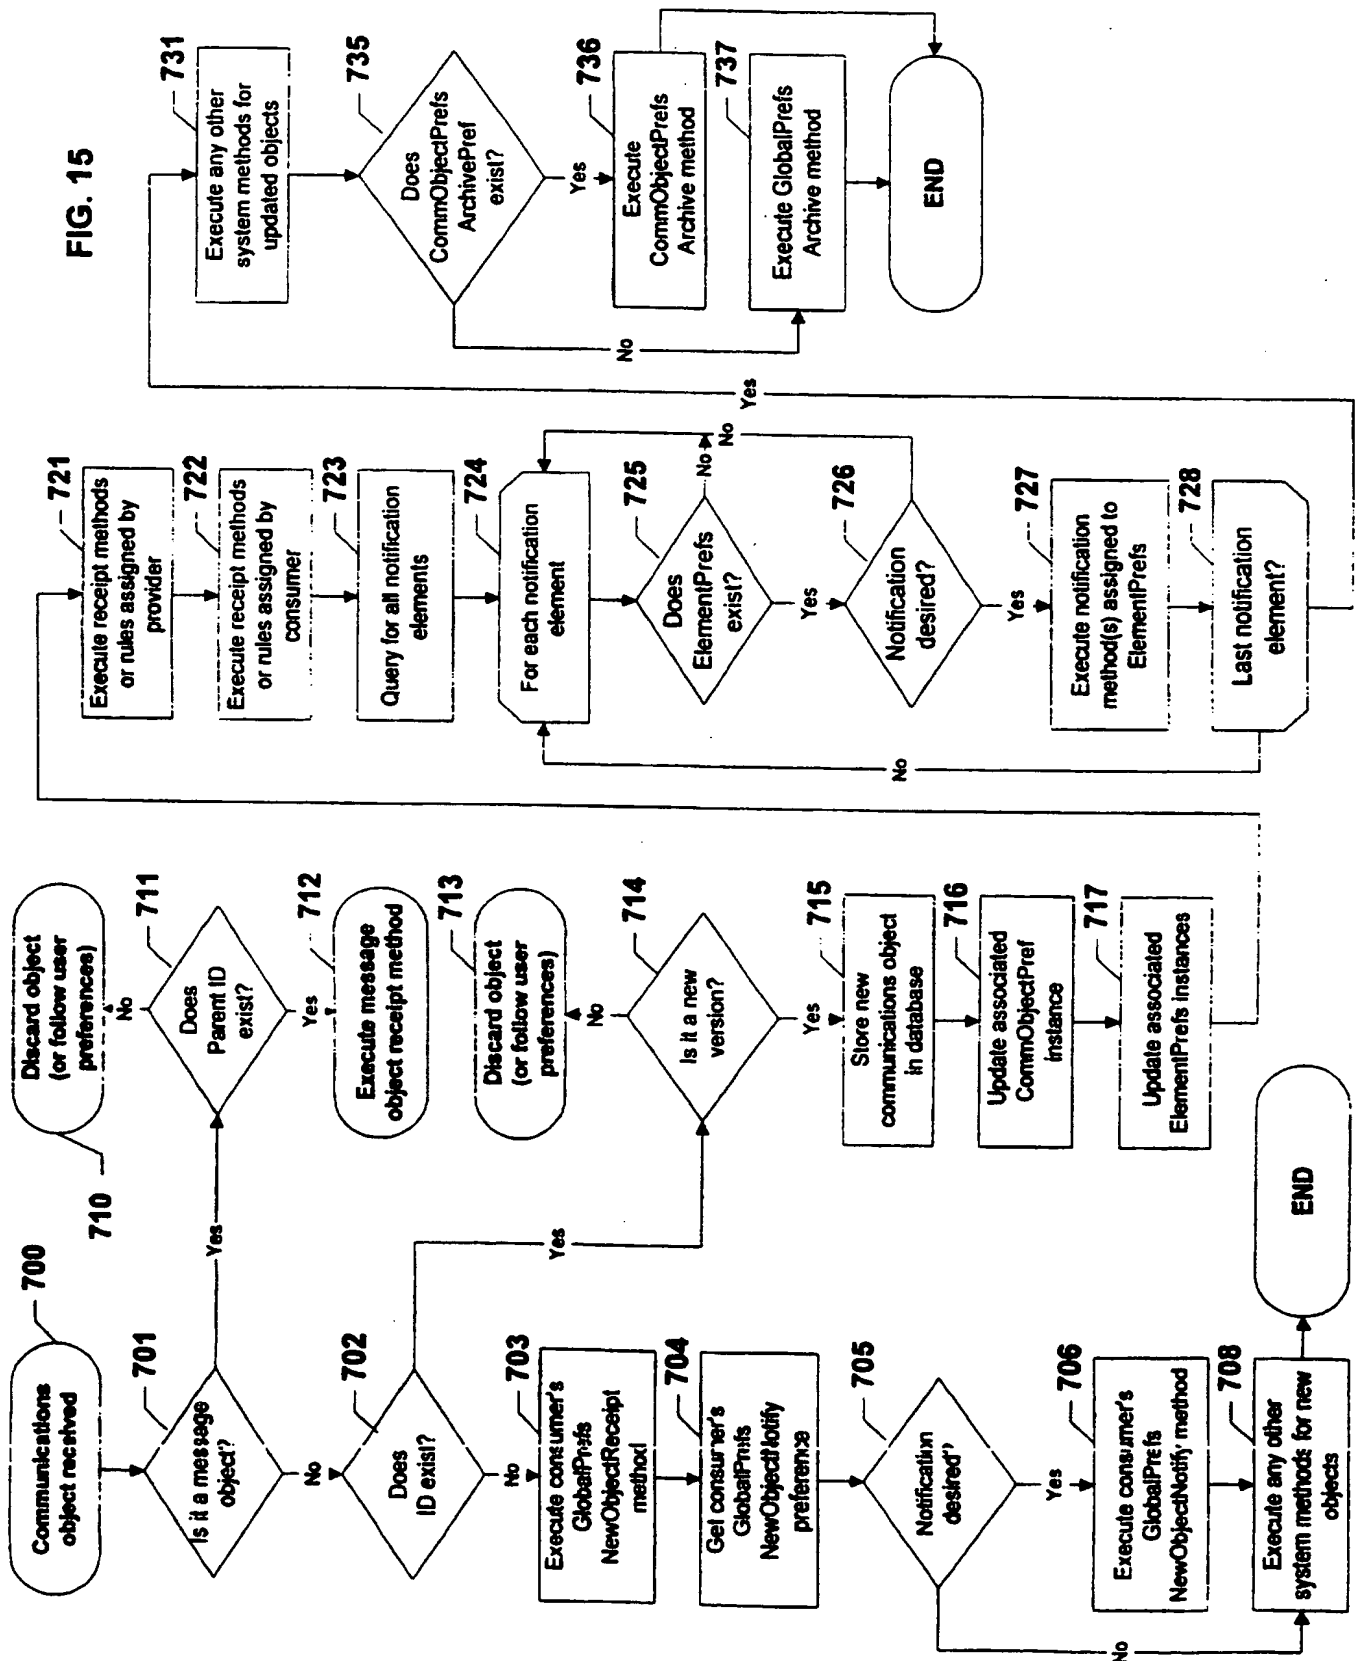 FIG. 15
700
Communications
object received
701
Is it a message
object?
Yes
No
702
Does
ID exist?
Yes
No
703
Execute consumer's
GlobalPrefs
NewObjectReceipt
method
704
Get consumer's
GlobalPrefs
NewObjectNotify
preference
705
Notification
desired?
Yes
No
706
Execute consumer's
GlobalPrefs
NewObjectNotify method
708
Execute any other
system methods for new
objects
END
710
Discard object
(or follow user
preferences)
No
711
Does
Parent ID
exist?
Yes
712
Execute message
object receipt method
713
Discard object
(or follow user
preferences)
No
714
Is it a new
version?
Yes
715
Store new
communications object
in database
716
Update associated
CommObjectPref
instance
717
Update associated
ElementPrefs instances
721
Execute receipt methods
or rules assigned by
provider
722
Execute receipt methods
or rules assigned by
consumer
723
Query for all notification
elements
724
For each notification
element
725
Does
ElementPrefs
exist?
No
Yes
726
Notification
desired?
No
Yes
727
Execute notification
method(s) assigned to
ElementPrefs
728
Last notification
element?
No
Yes
731
Execute any other
system methods for
updated objects
735
Does
CommObjectPrefs
ArchivePref
exist?
Yes
No
736
Execute
CommObjectPrefs
Archive method
737
Execute GlobalPrefs
Archive method
END